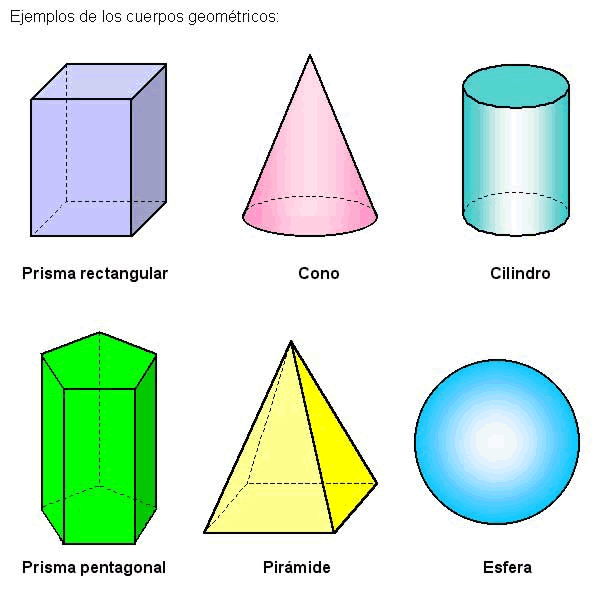 Ejemplos de los cuerpos geométricos:
Prisma rectangular
Cono
Cilindro
Prisma pentagonal
Pirámide
Esfera